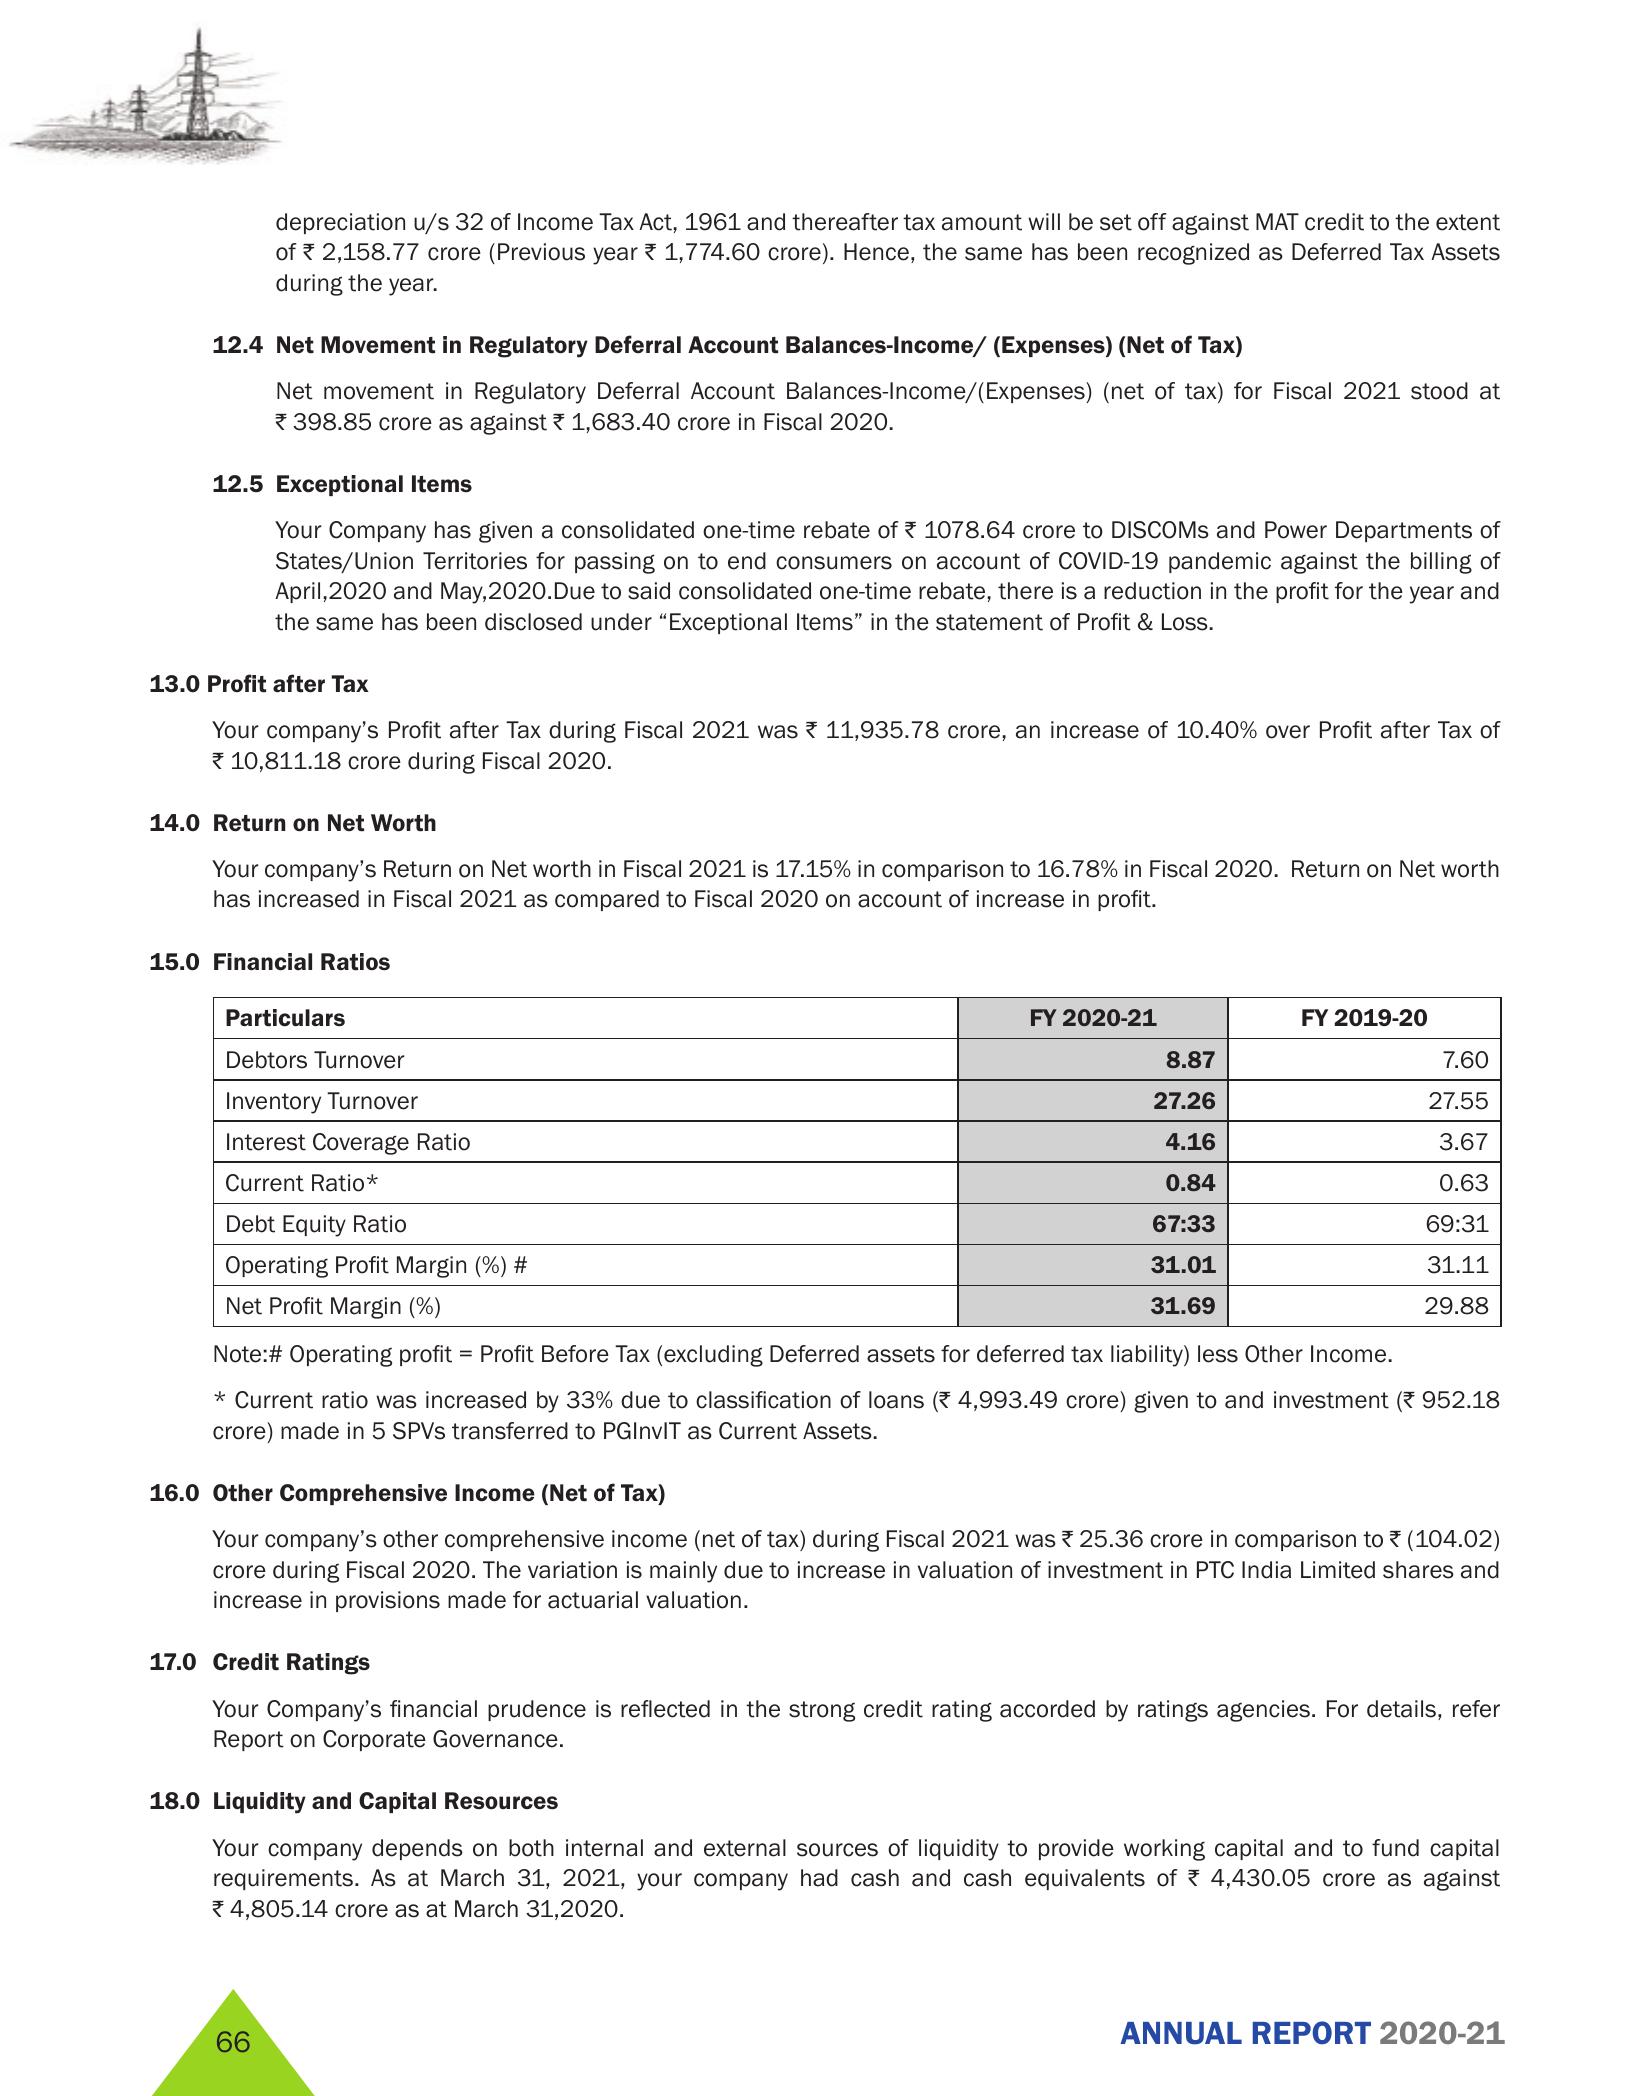 depreciation u/s 32 of Income Tax Act, 1961 and thereafter tax amount will be set off against MAT credit to the extent
of ₹ 2,158.77 crore (Previous year ₹ 1,774.60 crore). Hence, the same has been recognized as Deferred Tax Assets
during the year.
12.4 Net Movement in Regulatory Deferral Account Balances-Income/ (Expenses) (Net of Tax)
Net movement in Regulatory Deferral Account Balances-Income/(Expenses) (net of tax) for Fiscal 2021 stood at
₹ 398.85 crore as against ₹ 1,683.40 crore in Fiscal 2020.
12.5 Exceptional Items
Your Company has given a consolidated one-time rebate of ₹ 1078.64 crore to DISCOMs and Power Departments of
States/Union Territories for passing on to end consumers on account of COVID-19 pandemic against the billing of
April,2020 and May,2020.Due to said consolidated one-time rebate, there is a reduction in the profit for the year and
the same has been disclosed under “Exceptional Items” in the statement of Profit & Loss.
13.0 Profit after Tax
Your company’s Profit after Tax during Fiscal 2021 was ₹ 11,935.78 crore, an increase of 10.40% over Profit after Tax of
₹ 10,811.18 crore during Fiscal 2020.
14.0 Return on Net Worth
Your company’s Return on Net worth in Fiscal 2021 is 17.15% in comparison to 16.78% in Fiscal 2020. Return on Net worth
has increased in Fiscal 2021 as compared to Fiscal 2020 on account of increase in profit.
15.0 Financial Ratios
Particulars FY 2020-21 FY 2019-20
Debtors Turnover 8.87 7.60
Inventory Turnover 27.26 27.55
Interest Coverage Ratio 4.16 3.67
Current Ratio* 0.84 0.63
Debt Equity Ratio 67:33 69:31
Operating Profit Margin (%) # 31.01 31.11
Net Profit Margin (%) 31.69 29.88
Note:# Operating profit = Profit Before Tax (excluding Deferred assets for deferred tax liability) less Other Income.
* Current ratio was increased by 33% due to classification of loans (₹ 4,993.49 crore) given to and investment (₹ 952.18
crore) made in 5 SPVs transferred to PGInvIT as Current Assets.
16.0 Other Comprehensive Income (Net of Tax)
Your company’s other comprehensive income (net of tax) during Fiscal 2021 was ₹ 25.36 crore in comparison to ₹ (104.02)
crore during Fiscal 2020. The variation is mainly due to increase in valuation of investment in PTC India Limited shares and
increase in provisions made for actuarial valuation.
17.0 Credit Ratings
Your Company’s financial prudence is reflected in the strong credit rating accorded by ratings agencies. For details, refer
Report on Corporate Governance.
18.0 Liquidity and Capital Resources
Your company depends on both internal and external sources of liquidity to provide working capital and to fund capital
requirements. As at March 31, 2021, your company had cash and cash equivalents of ₹ 4,430.05 crore as against
₹ 4,805.14 crore as at March 31,2020.
66
ANNUAL REPORT 2020-21